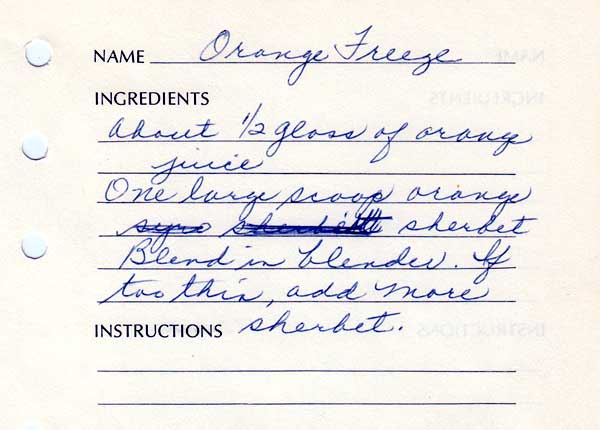 NAME Orange Freeze
INGREDIENTS
About 1/2 glass of orange
juice
One large scoop orange
sherbet
Blend in blender. If
too thin, add more
INSTRUCTIONS sherbet.